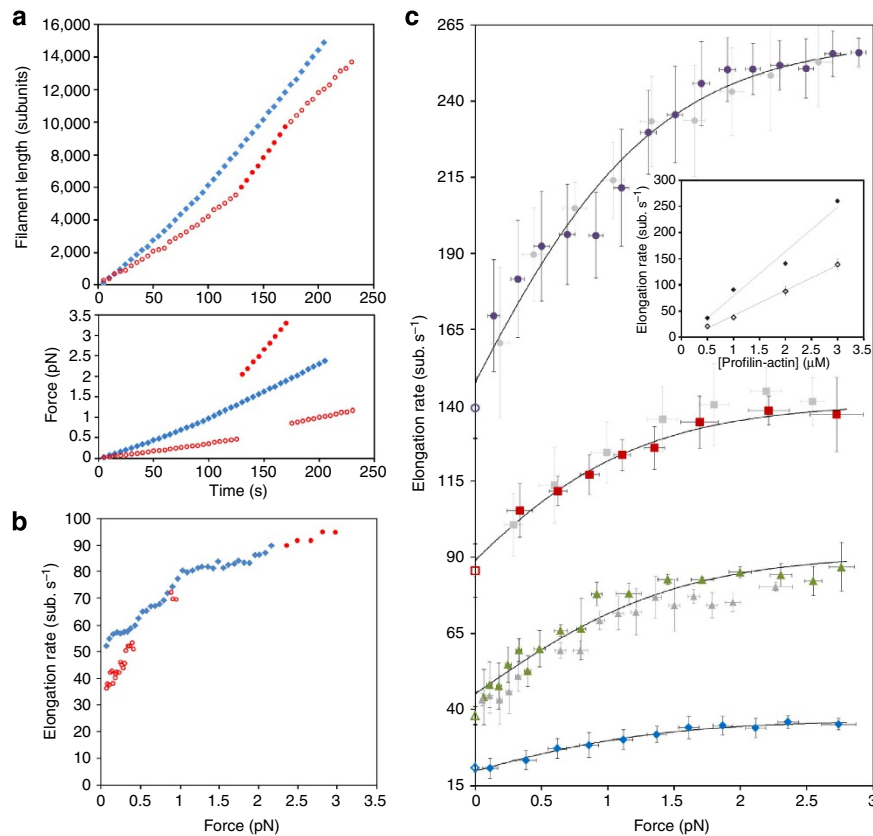 a
Filament length (subunits)
16,000
14,000
12,000
10,000
8,000
6,000
4,000
2,000
0
0 50 100 150 200 250
Force (pN)
3.5
3
2.5
2
1.5
1
0.5
0
0 50 100 150 200 250
Time (s)
b
Elongation rate (sub. s⁻¹)
100
90
80
70
60
50
40
30
20
10
0
0 0.5 1 1.5 2 2.5 3 3.5
Force (pN)
c
Elongation rate (sub. s⁻¹)
265
240
215
190
165
140
115
90
65
40
15
0 0.5 1 1.5 2 2.5 3
Force (pN)
Elongation rate (sub. s⁻¹)
300
250
200
150
100
50
0
0 0.5 1 1.5 2 2.5 3 3.5
[Profilin-actin] (μM)